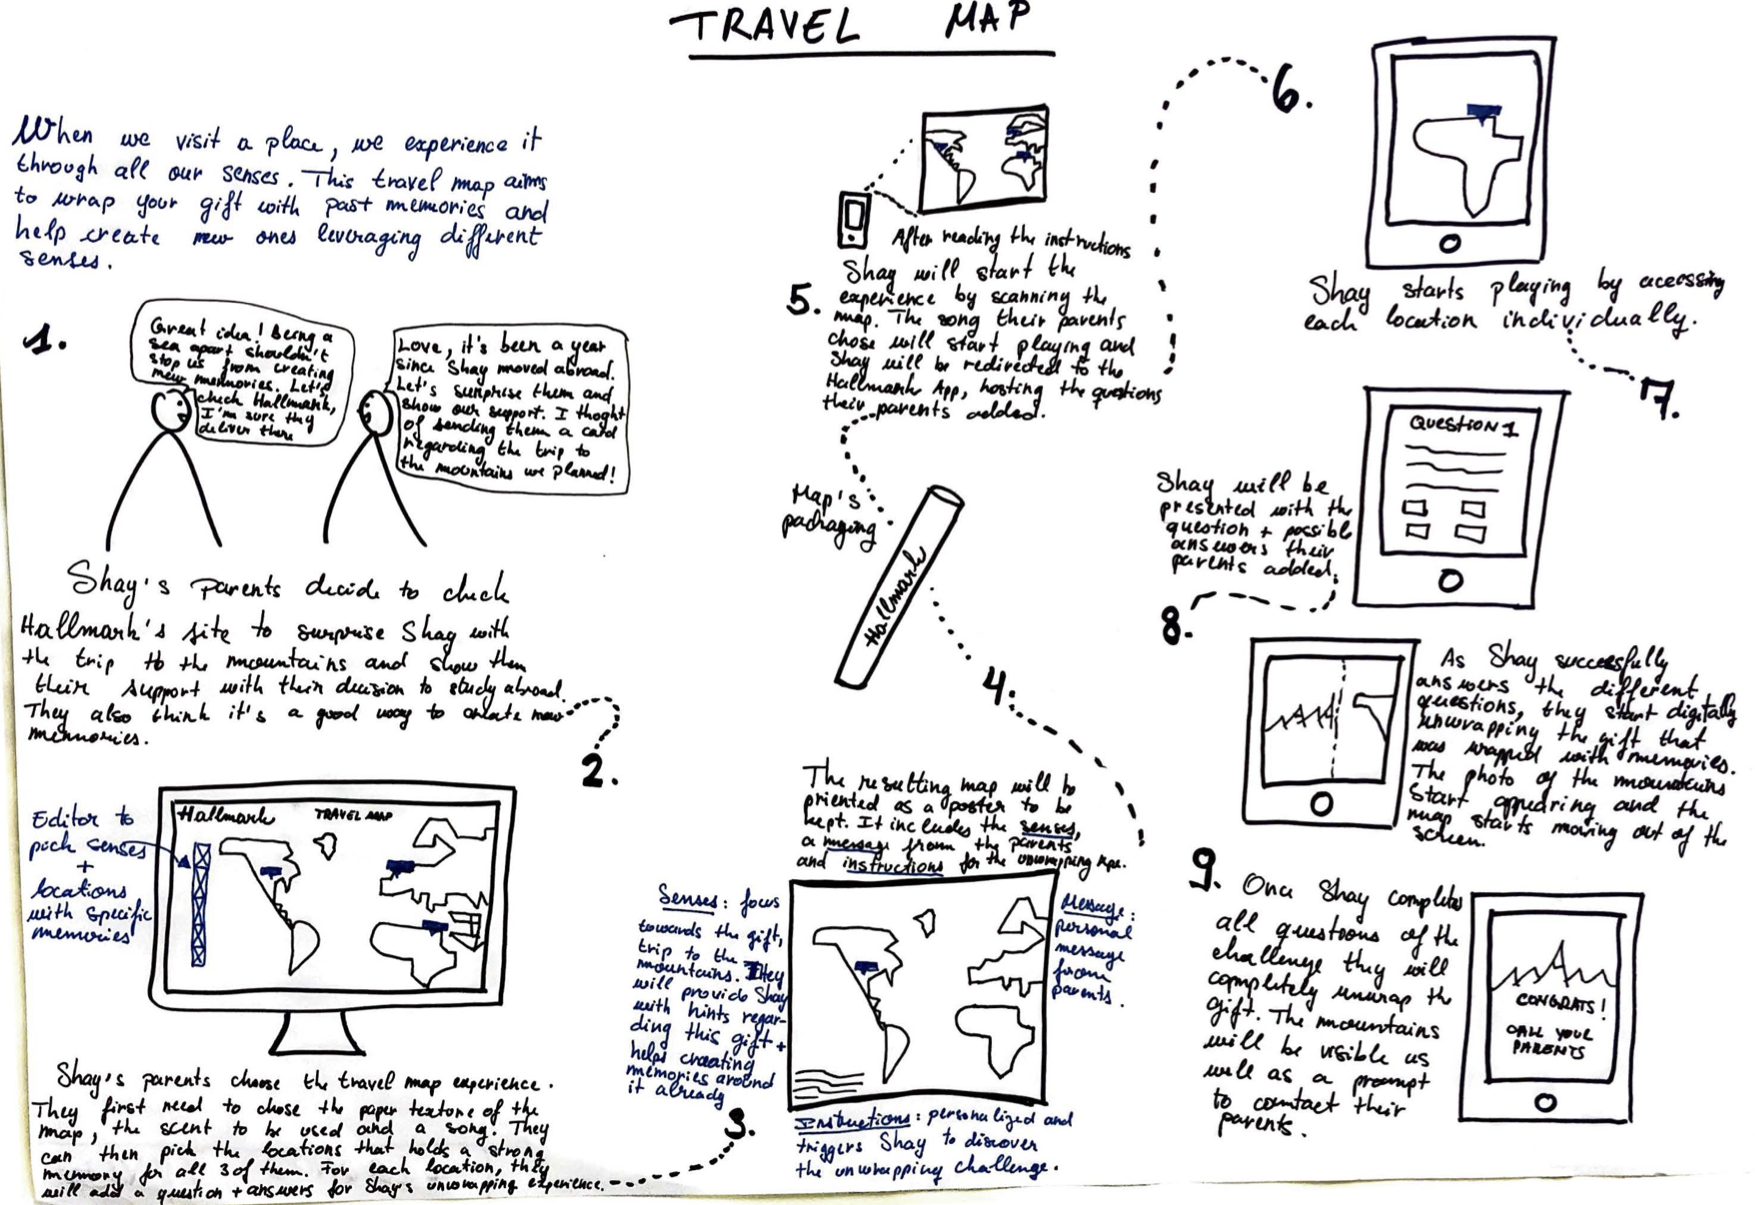 TRAVEL MAP
When we visit a place, we experience it
through all our senses. This travel map aims
to wrap your gift with past memories and
help create new ones leveraging different
senses.
1.
Great idea! Being a
sea apart shouldn't
stop us from creating
new memories. Let's
check Hallmark,
I'm sure they
deliver there
Love, it's been a year
since Shay moved abroad.
Let's surprise them and
show our support. I thoght
of sending them a card
regarding the trip to
the mountains we planned!
Shay's parents decide to check
Hallmark's site to surprise Shay with
the trip to the mountains and show them
their support with their decision to study abroad.
They also think it's a good way to create new
memories.
2.
Editor to
pick senses
+
locations
with specific
memories
Hallmark TRAVEL MAP
Shay's parents choose the travel map experience.
They first need to chose the paper textone of the
map, the scent to be used and a song. They
can then pick the locations that holds a strong
memory for all 3 of them. For each location, they
will add a question + answers for Shay's unwrapping experience.
3.
The resulting map will be
priented as a poster to be
kept. It includes the senses,
a message from the parents
and instructions for the unwrapping xpe.
Senses: focus
towards the gift,
trip to the
mountains. They
will provide Shay
with hints regar-
ding this gift +
helps creating
memories around
it already
Message:
personal
message
from
parents.
Instructions: personalized and
triggers Shay to discover
the unwrapping challenge.
4.
Map's
packaging
Hallmark
5.
After reading the instructions
Shay will start the
experience by scanning the
map. The song their parents
chose will start playing and
Shay will be redirected to the
Hallmark App, hosting the questions
their parents added.
6.
Shay starts playing by acessing
each location individually.
7.
QUESTION 1
Shay will be
presented with the
question + possible
answers their
parents added.
8.
As Shay successfully
answers the different
questions, they start digitally
unwrapping the gift that
was wrapped with memories.
The photo of the mountains
start appearing and the
map starts moving out of the
screen.
9.
Once Shay completes
all questions of the
challenge they will
completely unwrap the
gift. The mountains
will be visible as
well as a prompt
to contact their
parents.
CONGRATS!
CALL YOUR
PARENTS